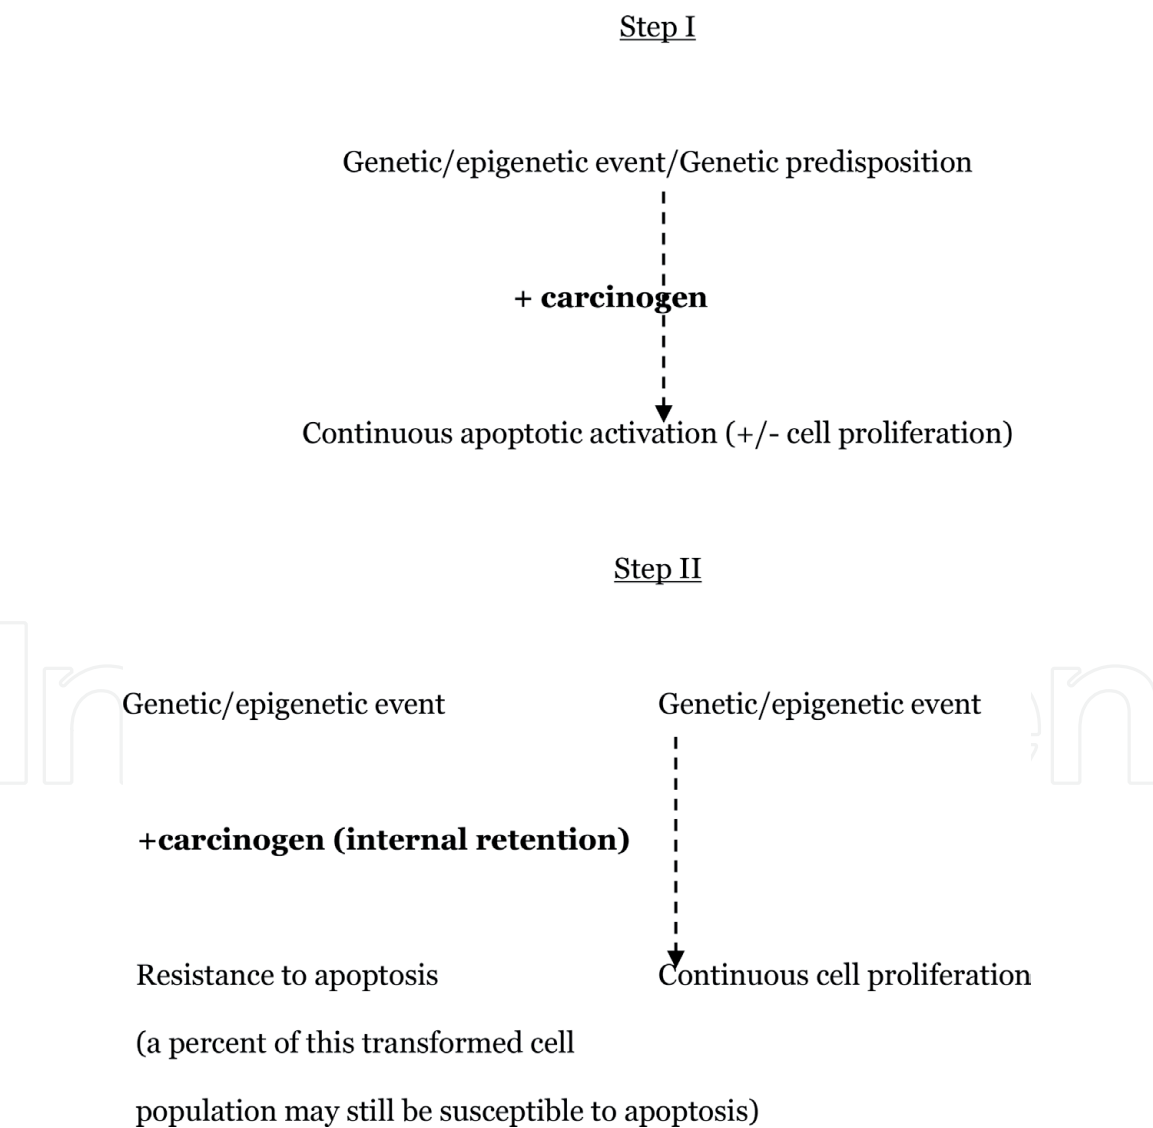 Step I
Genetic/epigenetic event/Genetic predisposition
+ carcinogen
Continuous apoptotic activation (+/- cell proliferation)
Step II
Genetic/epigenetic event Genetic/epigenetic event
+carcinogen (internal retention)
Resistance to apoptosis Continuous cell proliferation
(a percent of this transformed cell
population may still be susceptible to apoptosis)